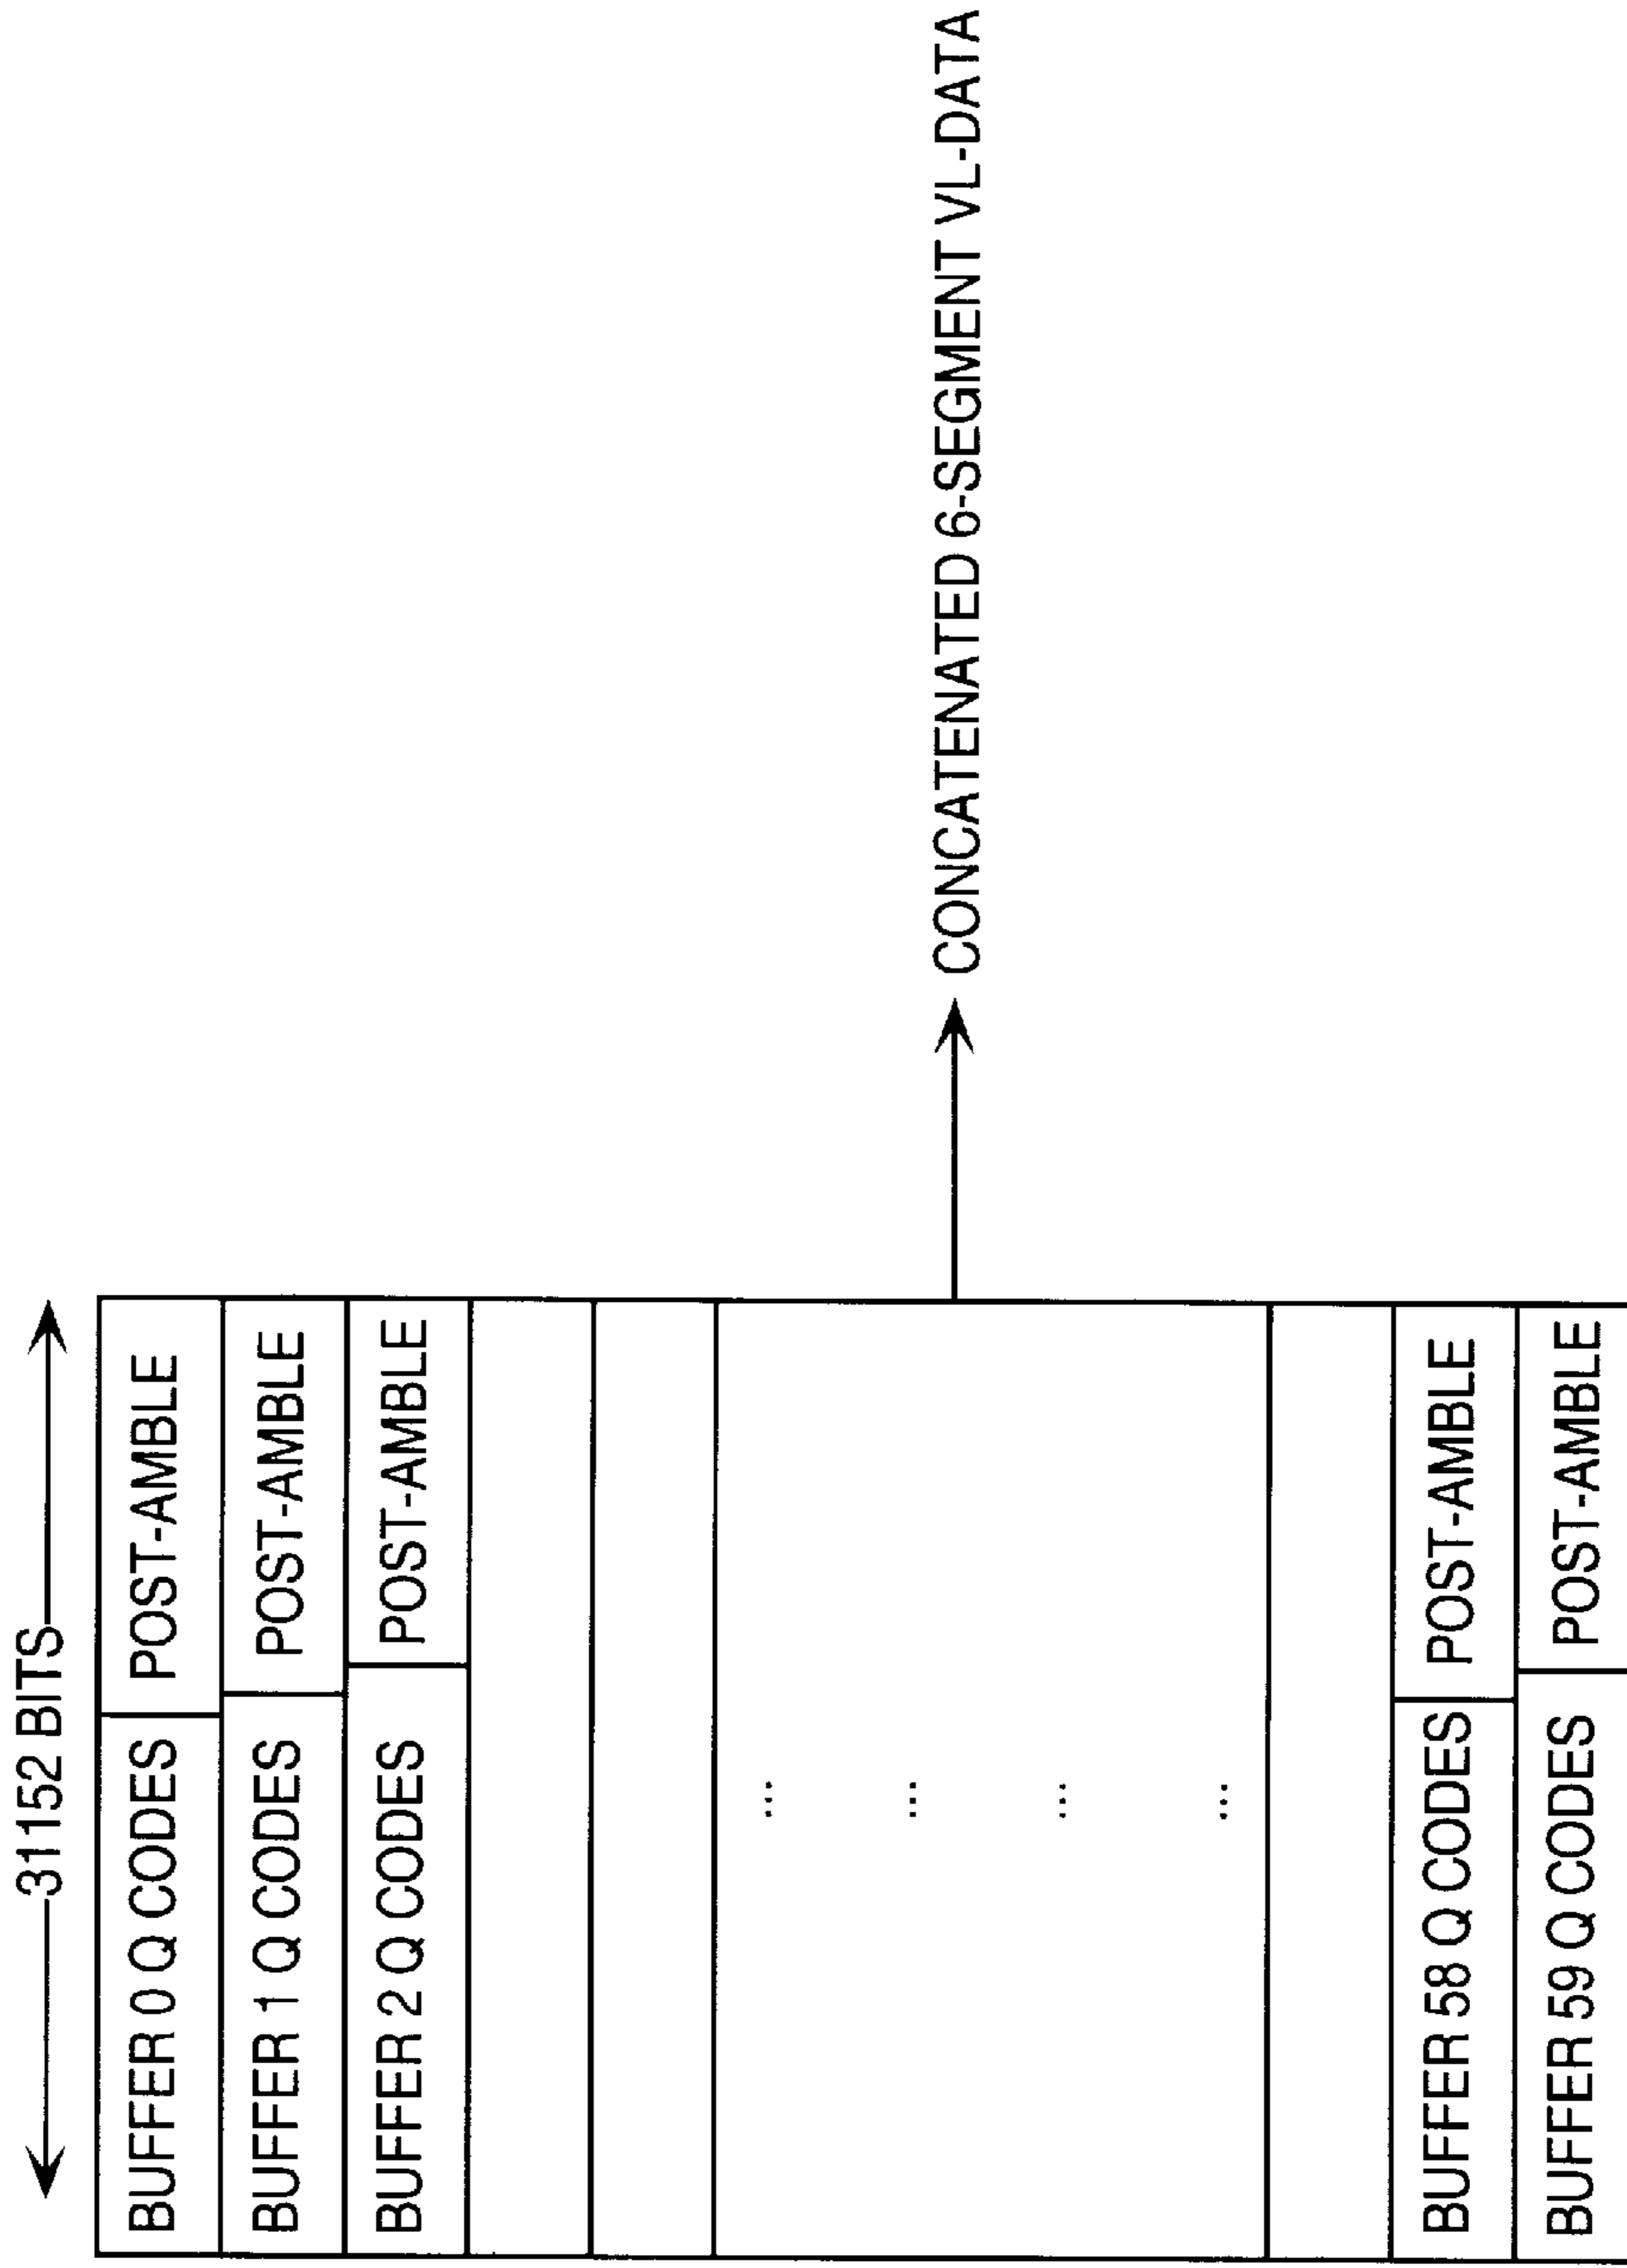 31152 BITS
BUFFER 0 Q CODES POST-AMBLE
BUFFER 1 Q CODES POST-AMBLE
BUFFER 2 Q CODES POST-AMBLE
...
...
...
...
BUFFER 58 Q CODES POST-AMBLE
BUFFER 59 Q CODES POST-AMBLE
CONCATENATED 6-SEGMENT VL-DATA